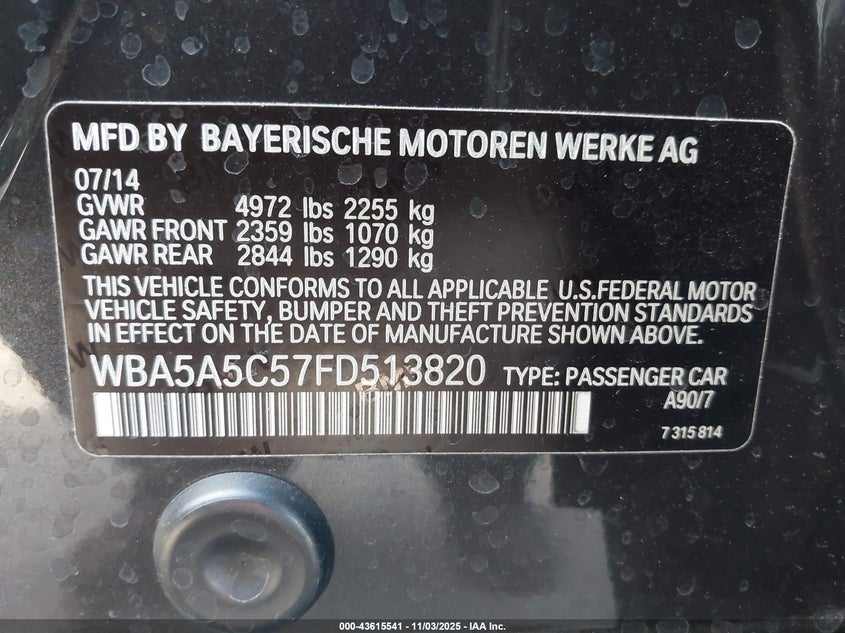 MFD BY BAYERISCHE MOTOREN WERKE AG
07/14
GVWR 4972 lbs 2255 kg
GAWR FRONT 2359 lbs 1070 kg
GAWR REAR 2844 lbs 1290 kg
THIS VEHICLE CONFORMS TO ALL APPLICABLE U.S.FEDERAL MOTOR
VEHICLE SAFETY, BUMPER AND THEFT PREVENTION STANDARDS
IN EFFECT ON THE DATE OF MANUFACTURE SHOWN ABOVE.
WBA5A5C57FD513820 TYPE: PASSENGER CAR
A90/7
7 315 814
000-43615541 - 11/03/2025 - IAA Inc.